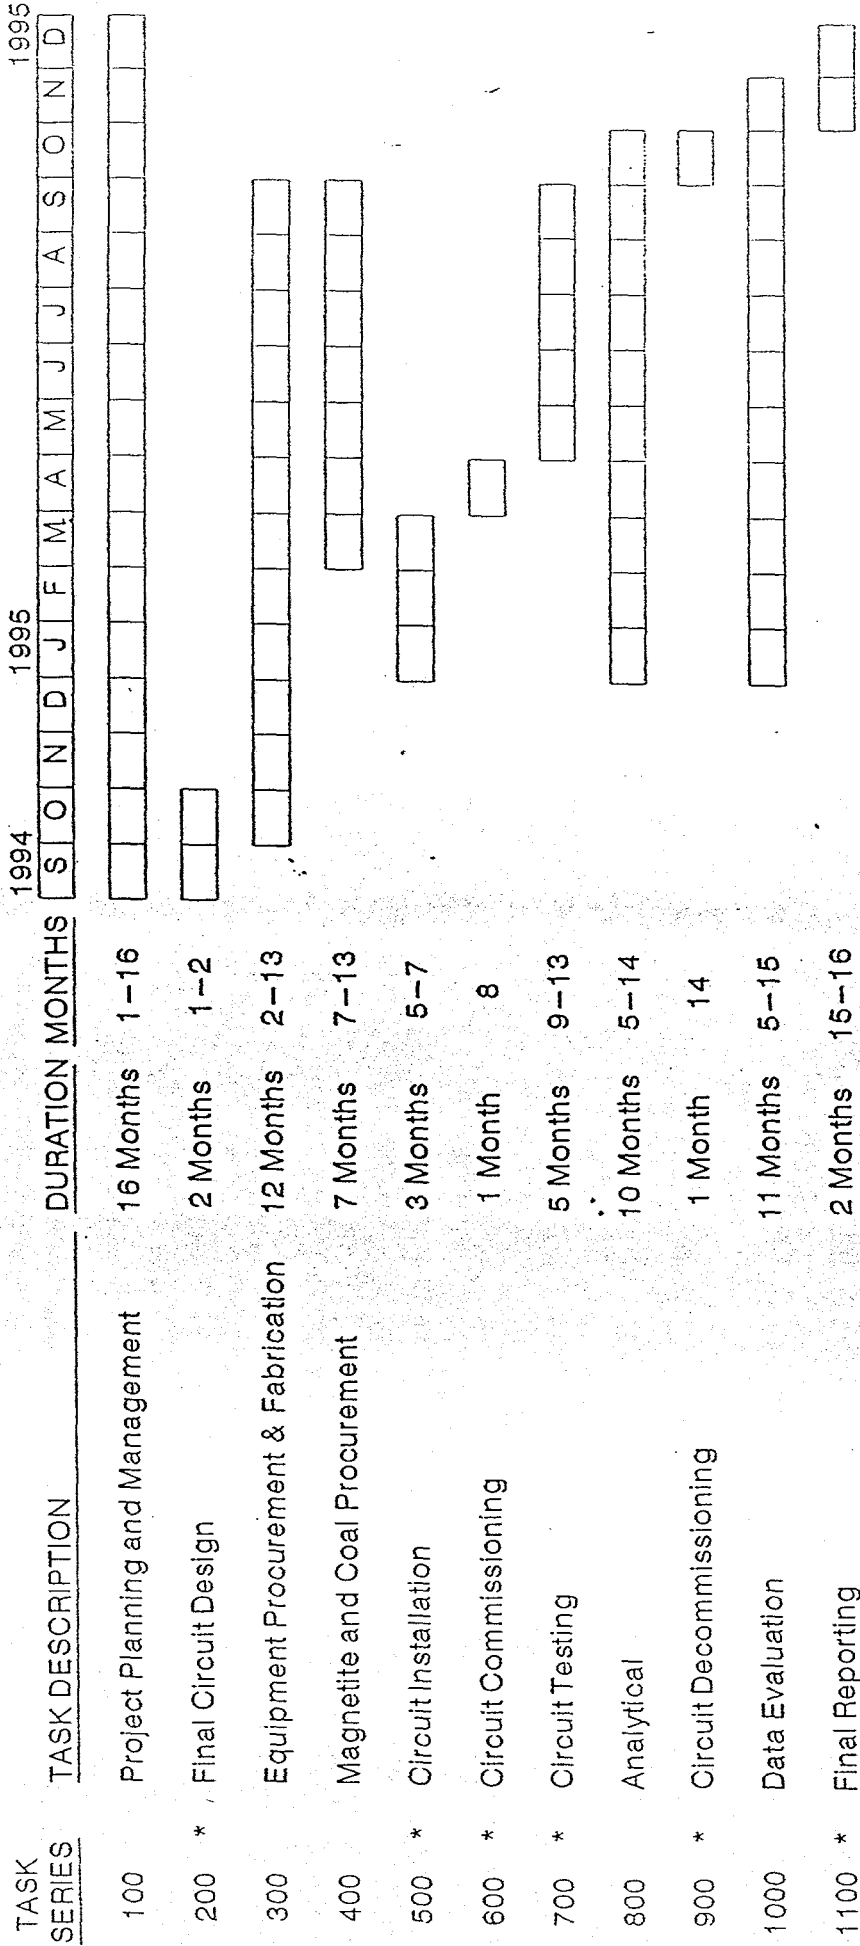 1994 1995 1995
TASK SERIES TASK DESCRIPTION DURATION MONTHS S O N D J F M A M J J A S O N D
100 Project Planning and Management 16 Months 1-16
200 * Final Circuit Design 2 Months 1-2
300 Equipment Procurement & Fabrication 12 Months 2-13
400 Magnetite and Coal Procurement 7 Months 7-13
500 * Circuit Installation 3 Months 5-7
600 * Circuit Commissioning 1 Month 8
700 * Circuit Testing 5 Months 9-13
800 Analytical 10 Months 5-14
900 * Circuit Decommissioning 1 Month 14
1000 Data Evaluation 11 Months 5-15
1100 * Final Reporting 2 Months 15-16